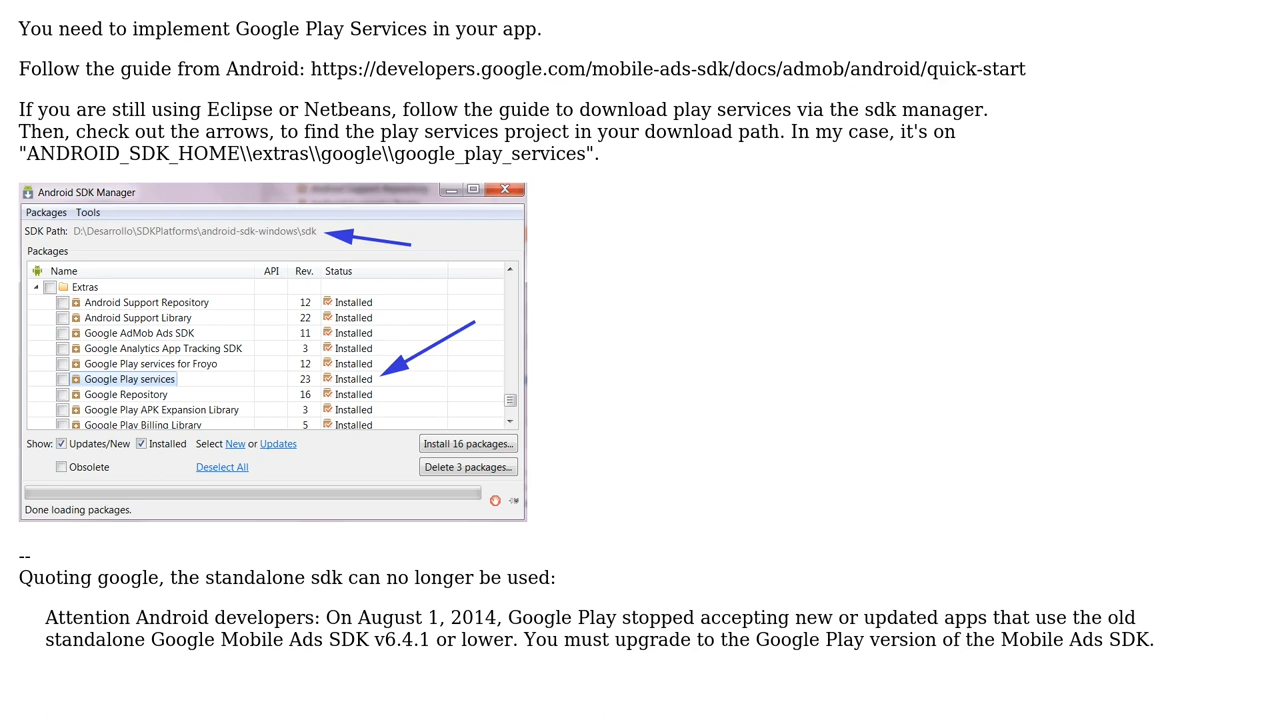 You need to implement Google Play Services in your app.
Follow the guide from Android: https://developers.google.com/mobile-ads-sdk/docs/admob/android/quick-start
If you are still using Eclipse or Netbeans, follow the guide to download play services via the sdk manager.
Then, check out the arrows, to find the play services project in your download path. In my case, it's on
"ANDROID_SDK_HOME\\extras\\google\\google_play_services".
Android SDK Manager
Packages Tools
SDK Path: D:\Desarrollo\SDKPlatforms\android-sdk-windows\sdk
Packages
Name API Rev. Status
Extras
Android Support Repository 12 Installed
Android Support Library 22 Installed
Google AdMob Ads SDK 11 Installed
Google Analytics App Tracking SDK 3 Installed
Google Play services for Froyo 12 Installed
Google Play services 23 Installed
Google Repository 16 Installed
Google Play APK Expansion Library 3 Installed
Google Play Billing Library 5 Installed
Show: Updates/New Installed Select New or Updates Install 16 packages...
Obsolete Deselect All Delete 3 packages...
Done loading packages.
--
Quoting google, the standalone sdk can no longer be used:
Attention Android developers: On August 1, 2014, Google Play stopped accepting new or updated apps that use the old
standalone Google Mobile Ads SDK v6.4.1 or lower. You must upgrade to the Google Play version of the Mobile Ads SDK.